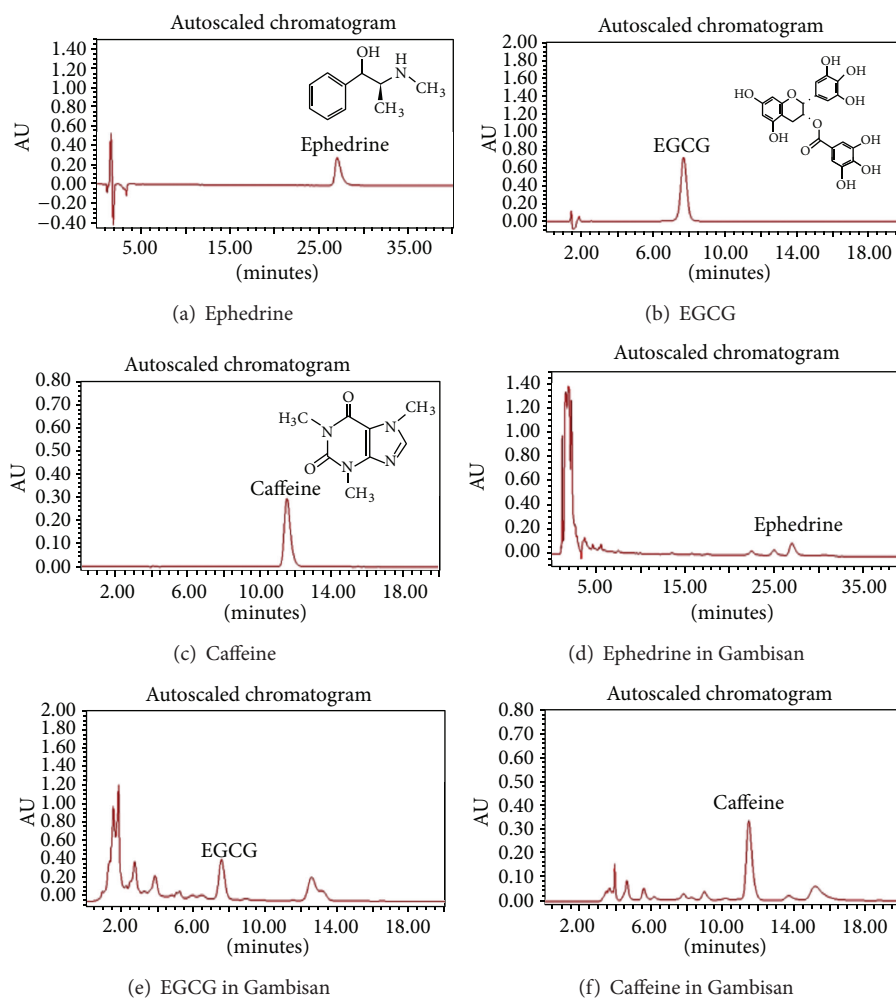 Autoscaled chromatogram
AU
1.40
1.20
1.00
0.80
0.60
0.40
0.20
0.00
−0.20
−0.40
OH
H
N
CH3
CH3
Ephedrine
5.00 15.00 25.00 35.00
(minutes)
(a) Ephedrine
Autoscaled chromatogram
AU
2.00
1.80
1.60
1.40
1.20
1.00
0.80
0.60
0.40
0.20
0.00
OH
OH
OH
HO
O
OH
O
O
OH
OH
OH
EGCG
2.00 6.00 10.00 14.00 18.00
(minutes)
(b) EGCG
Autoscaled chromatogram
AU
0.80
0.70
0.60
0.50
0.40
0.30
0.20
0.10
0.00
O
H3C
N
N
CH3
O
N
N
CH3
Caffeine
2.00 6.00 10.00 14.00 18.00
(minutes)
(c) Caffeine
Autoscaled chromatogram
AU
1.40
1.20
1.00
0.80
0.60
0.40
0.20
0.00
Ephedrine
5.00 15.00 25.00 35.00
(minutes)
(d) Ephedrine in Gambisan
Autoscaled chromatogram
AU
2.00
1.80
1.60
1.40
1.20
1.00
0.80
0.60
0.40
0.20
0.00
EGCG
2.00 6.00 10.00 14.00 18.00
(minutes)
(e) EGCG in Gambisan
Autoscaled chromatogram
AU
0.80
0.70
0.60
0.50
0.40
0.30
0.20
0.10
0.00
Caffeine
2.00 6.00 10.00 14.00 18.00
(minutes)
(f) Caffeine in Gambisan